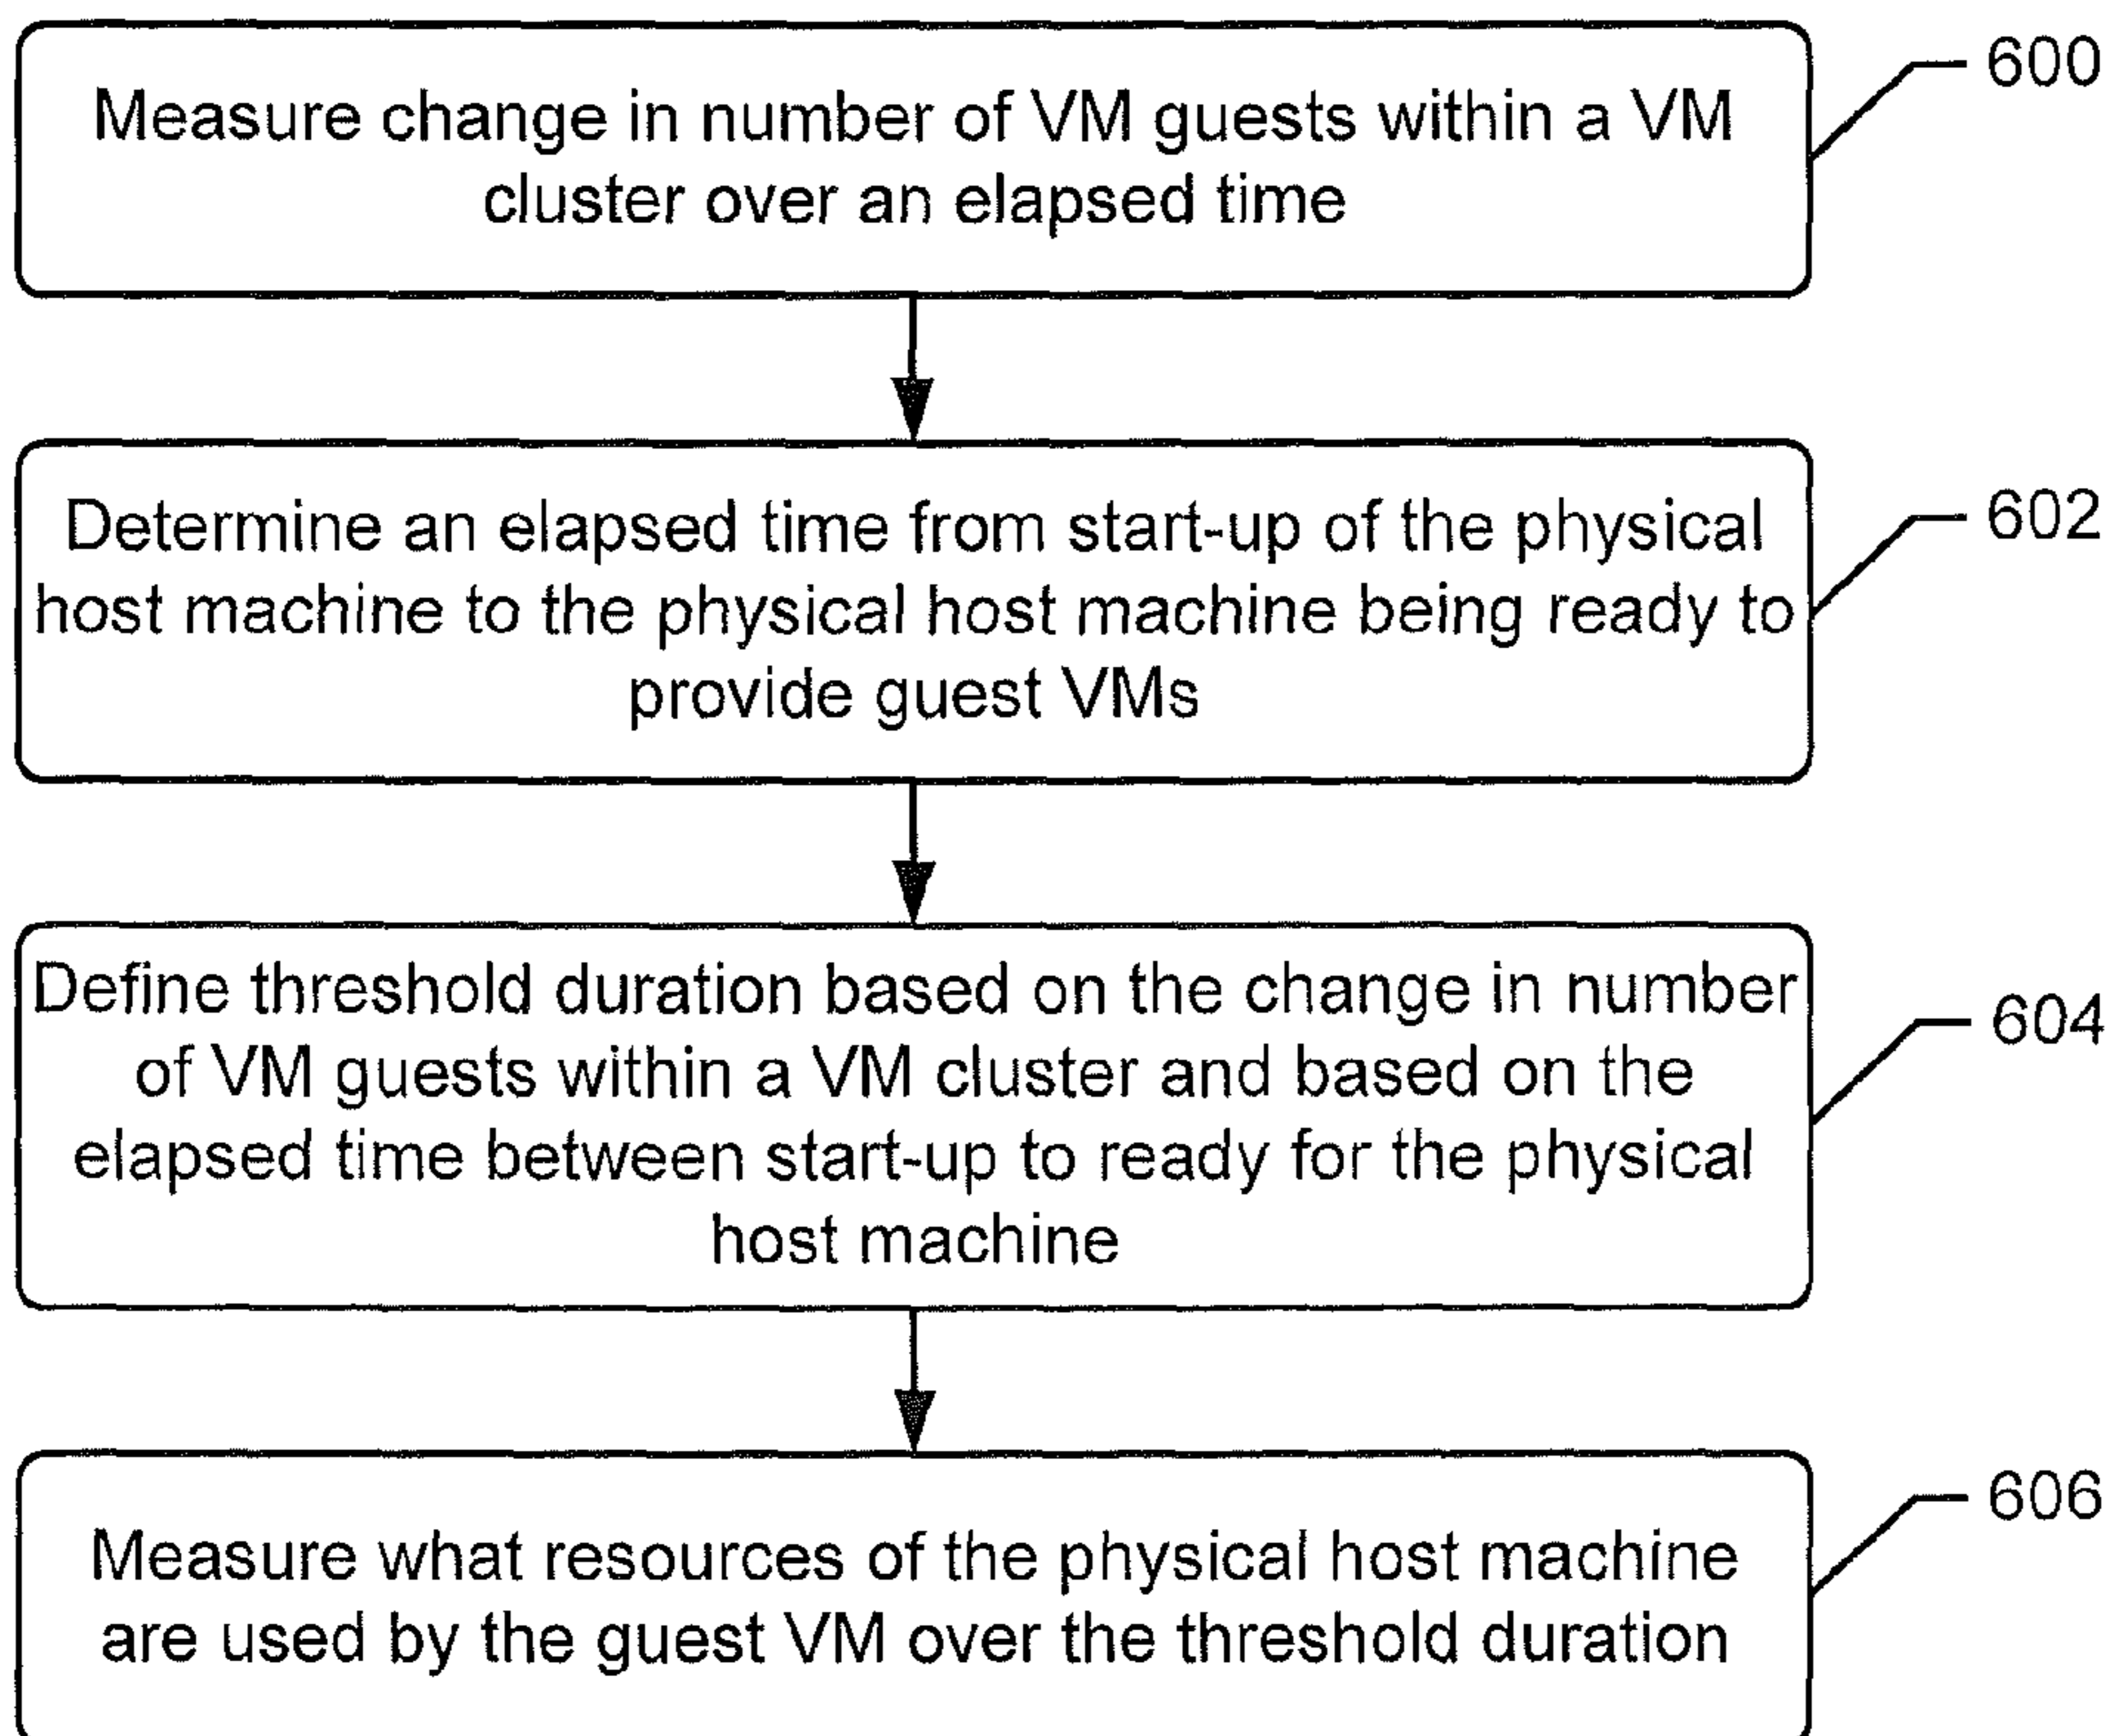 Measure change in number of VM guests within a VM
cluster over an elapsed time
600
Determine an elapsed time from start-up of the physical
host machine to the physical host machine being ready to
provide guest VMs
602
Define threshold duration based on the change in number
of VM guests within a VM cluster and based on the
elapsed time between start-up to ready for the physical
host machine
604
Measure what resources of the physical host machine
are used by the guest VM over the threshold duration
606